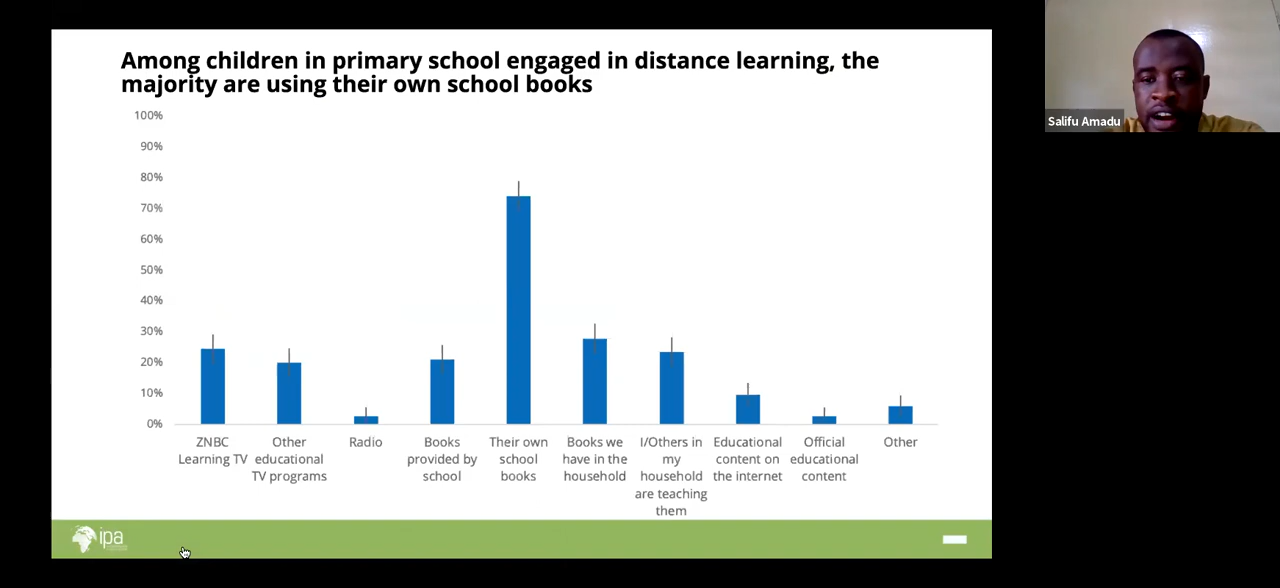 Among children in primary school engaged in distance learning, the
majority are using their own school books
100%
90%
80%
70%
60%
50%
40%
30%
20%
10%
0%
ZNBC
Learning TV
Other
educational
TV programs
Radio
Books
provided by
school
Their own
school
books
Books we
have in the
household
I/Others in
my
household
are teaching
them
Educational
content on
the internet
Official
educational
content
Other
ipa
Salifu Amadu